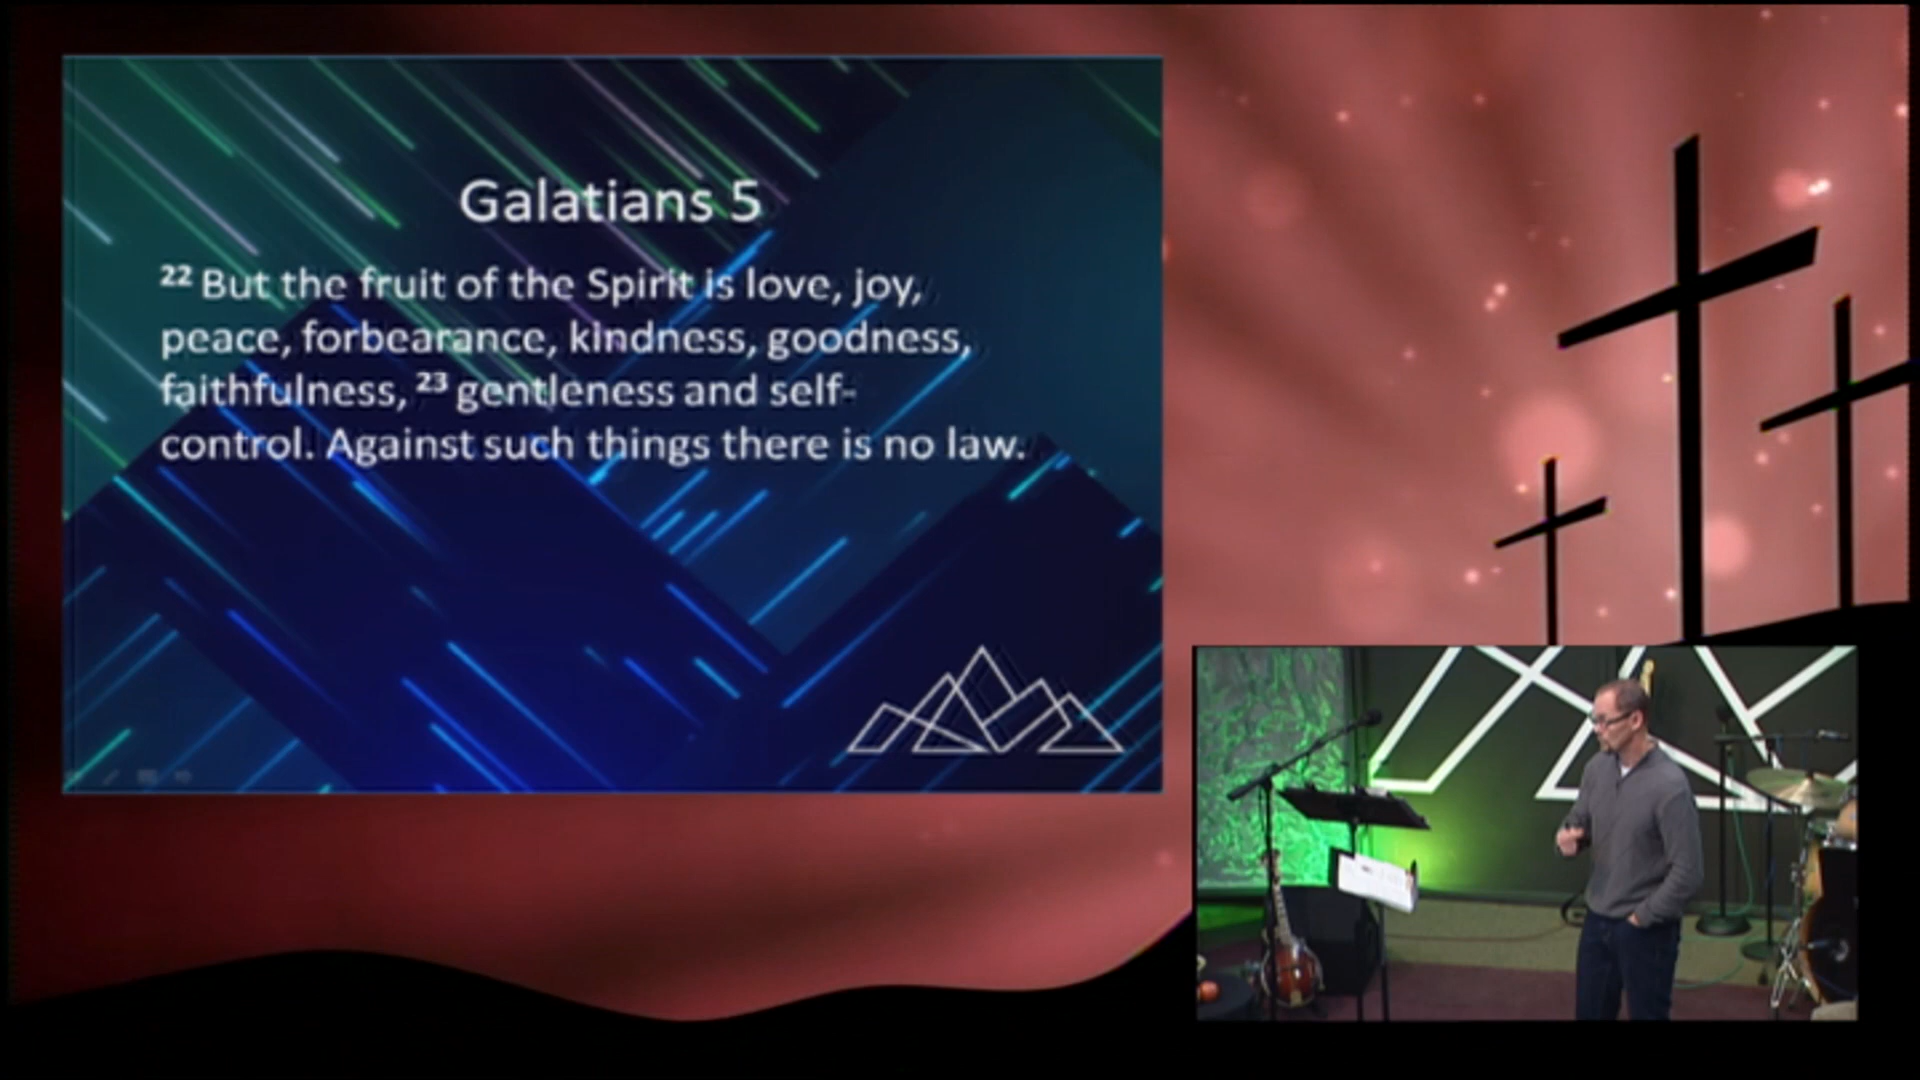 Galatians 5
22 But the fruit of the Spirit is love, joy,
peace, forbearance, kindness, goodness,
faithfulness, 23 gentleness and self-
control. Against such things there is no law.